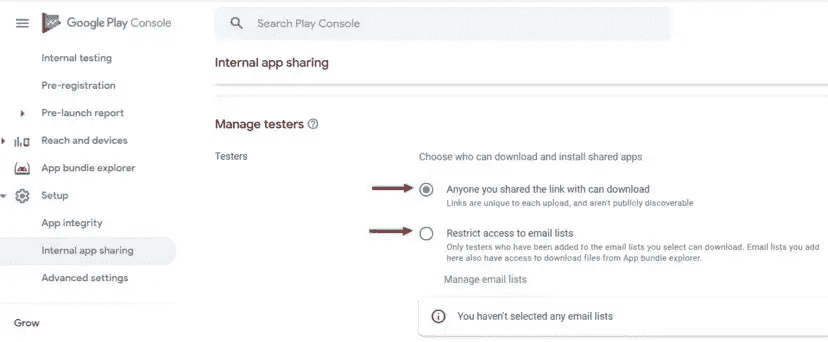 Google Play Console
Search Play Console
Internal testing
Pre-registration
Pre-launch report
Reach and devices
App bundle explorer
Setup
App integrity
Internal app sharing
Advanced settings
Grow
Internal app sharing
Manage testers
Testers
Choose who can download and install shared apps
Anyone you shared the link with can download
Links are unique to each upload, and aren't publicly discoverable
Restrict access to email lists
Only testers who have been added to the email lists you select can download. Email lists you add
here also have access to download files from App bundle explorer.
Manage email lists
You haven't selected any email lists